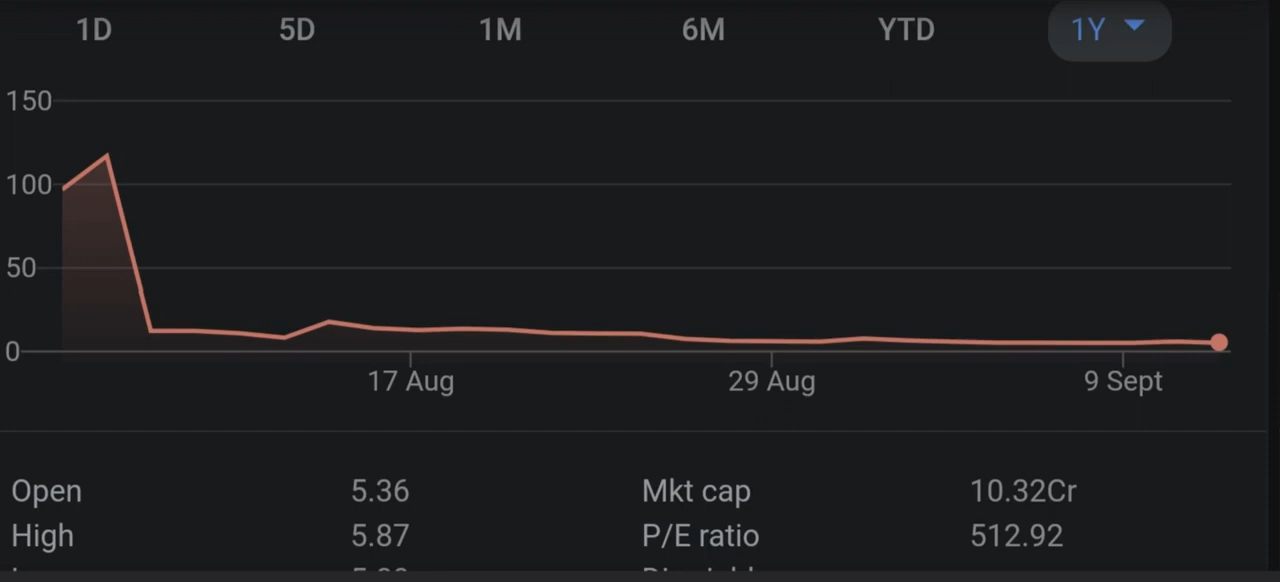 1D 5D 1M 6M YTD 1Y
150
100
50
0
17 Aug 29 Aug 9 Sept
Open 5.36 Mkt cap 10.32Cr
High 5.87 P/E ratio 512.92